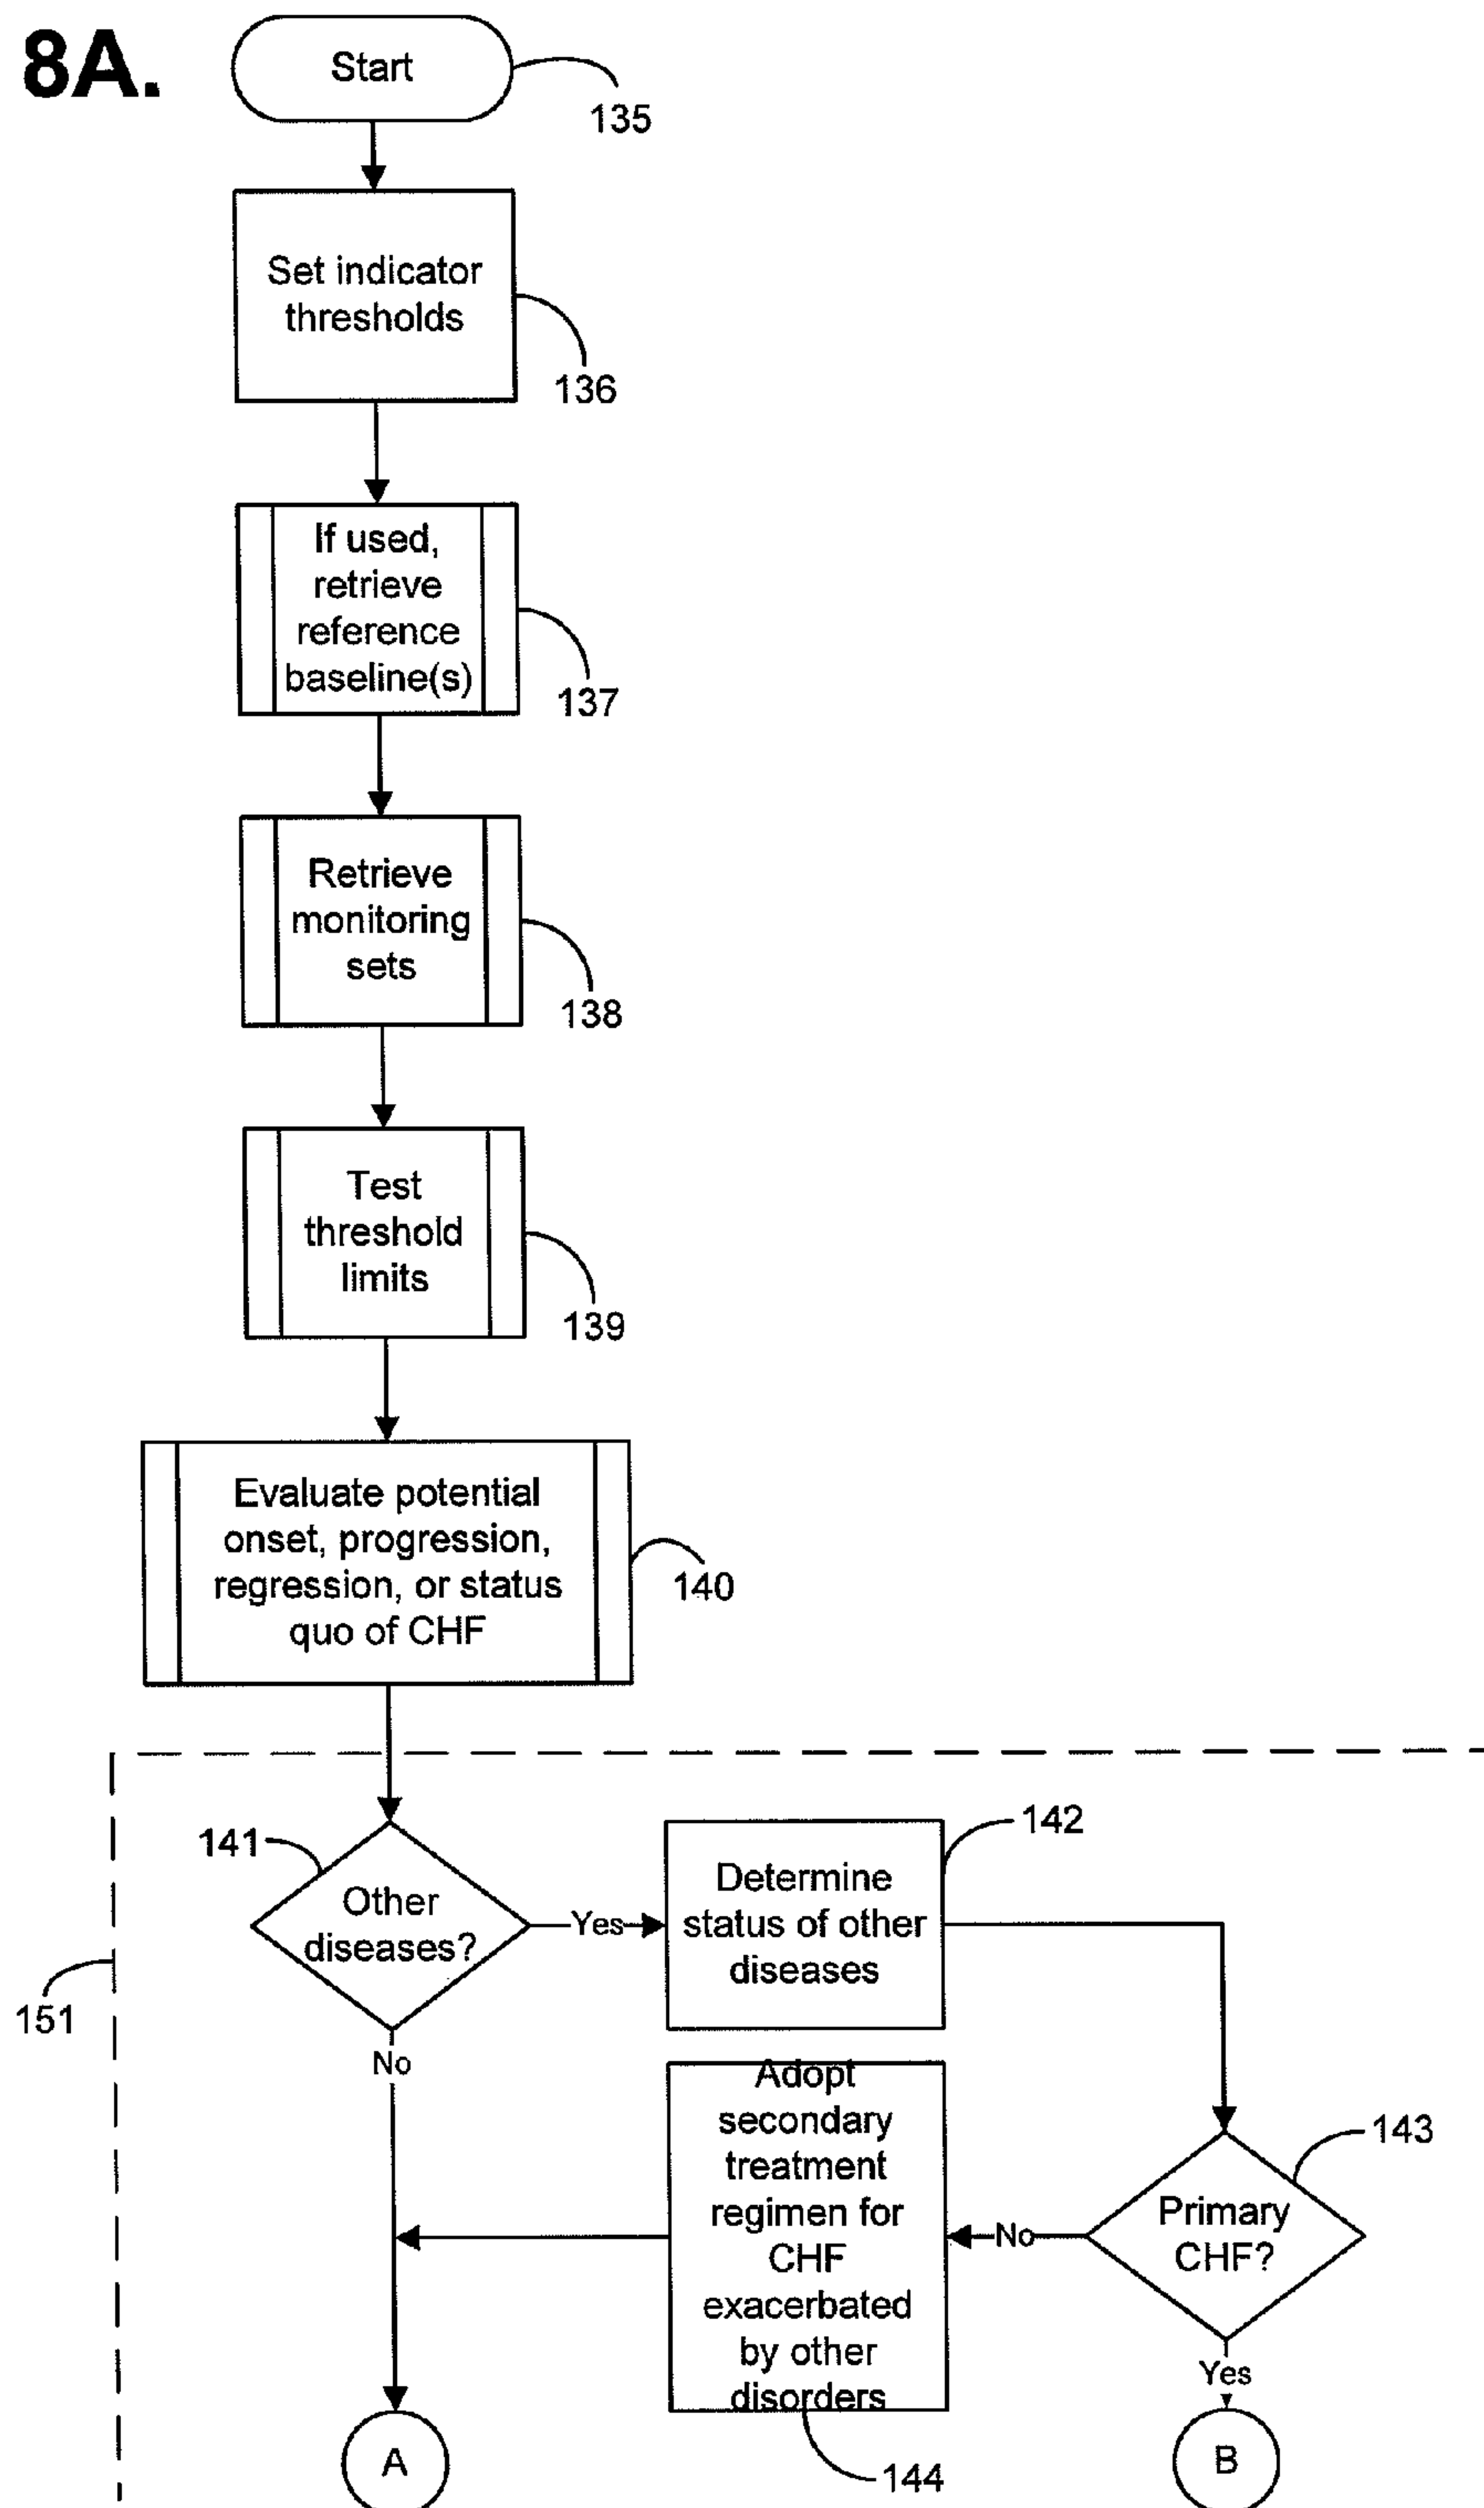 8A.
Start
135
Set indicator
thresholds
136
If used,
retrieve
reference
baseline(s)
137
Retrieve
monitoring
sets
138
Test
threshold
limits
139
Evaluate potential
onset, progression,
regression, or status
quo of CHF
140
141
Other
diseases?
Yes
Determine
status of other
diseases
142
151
No
Adopt
secondary
treatment
regimen for
CHF
exacerbated
by other
disorders
144
No
Primary
CHF?
143
Yes
A
B